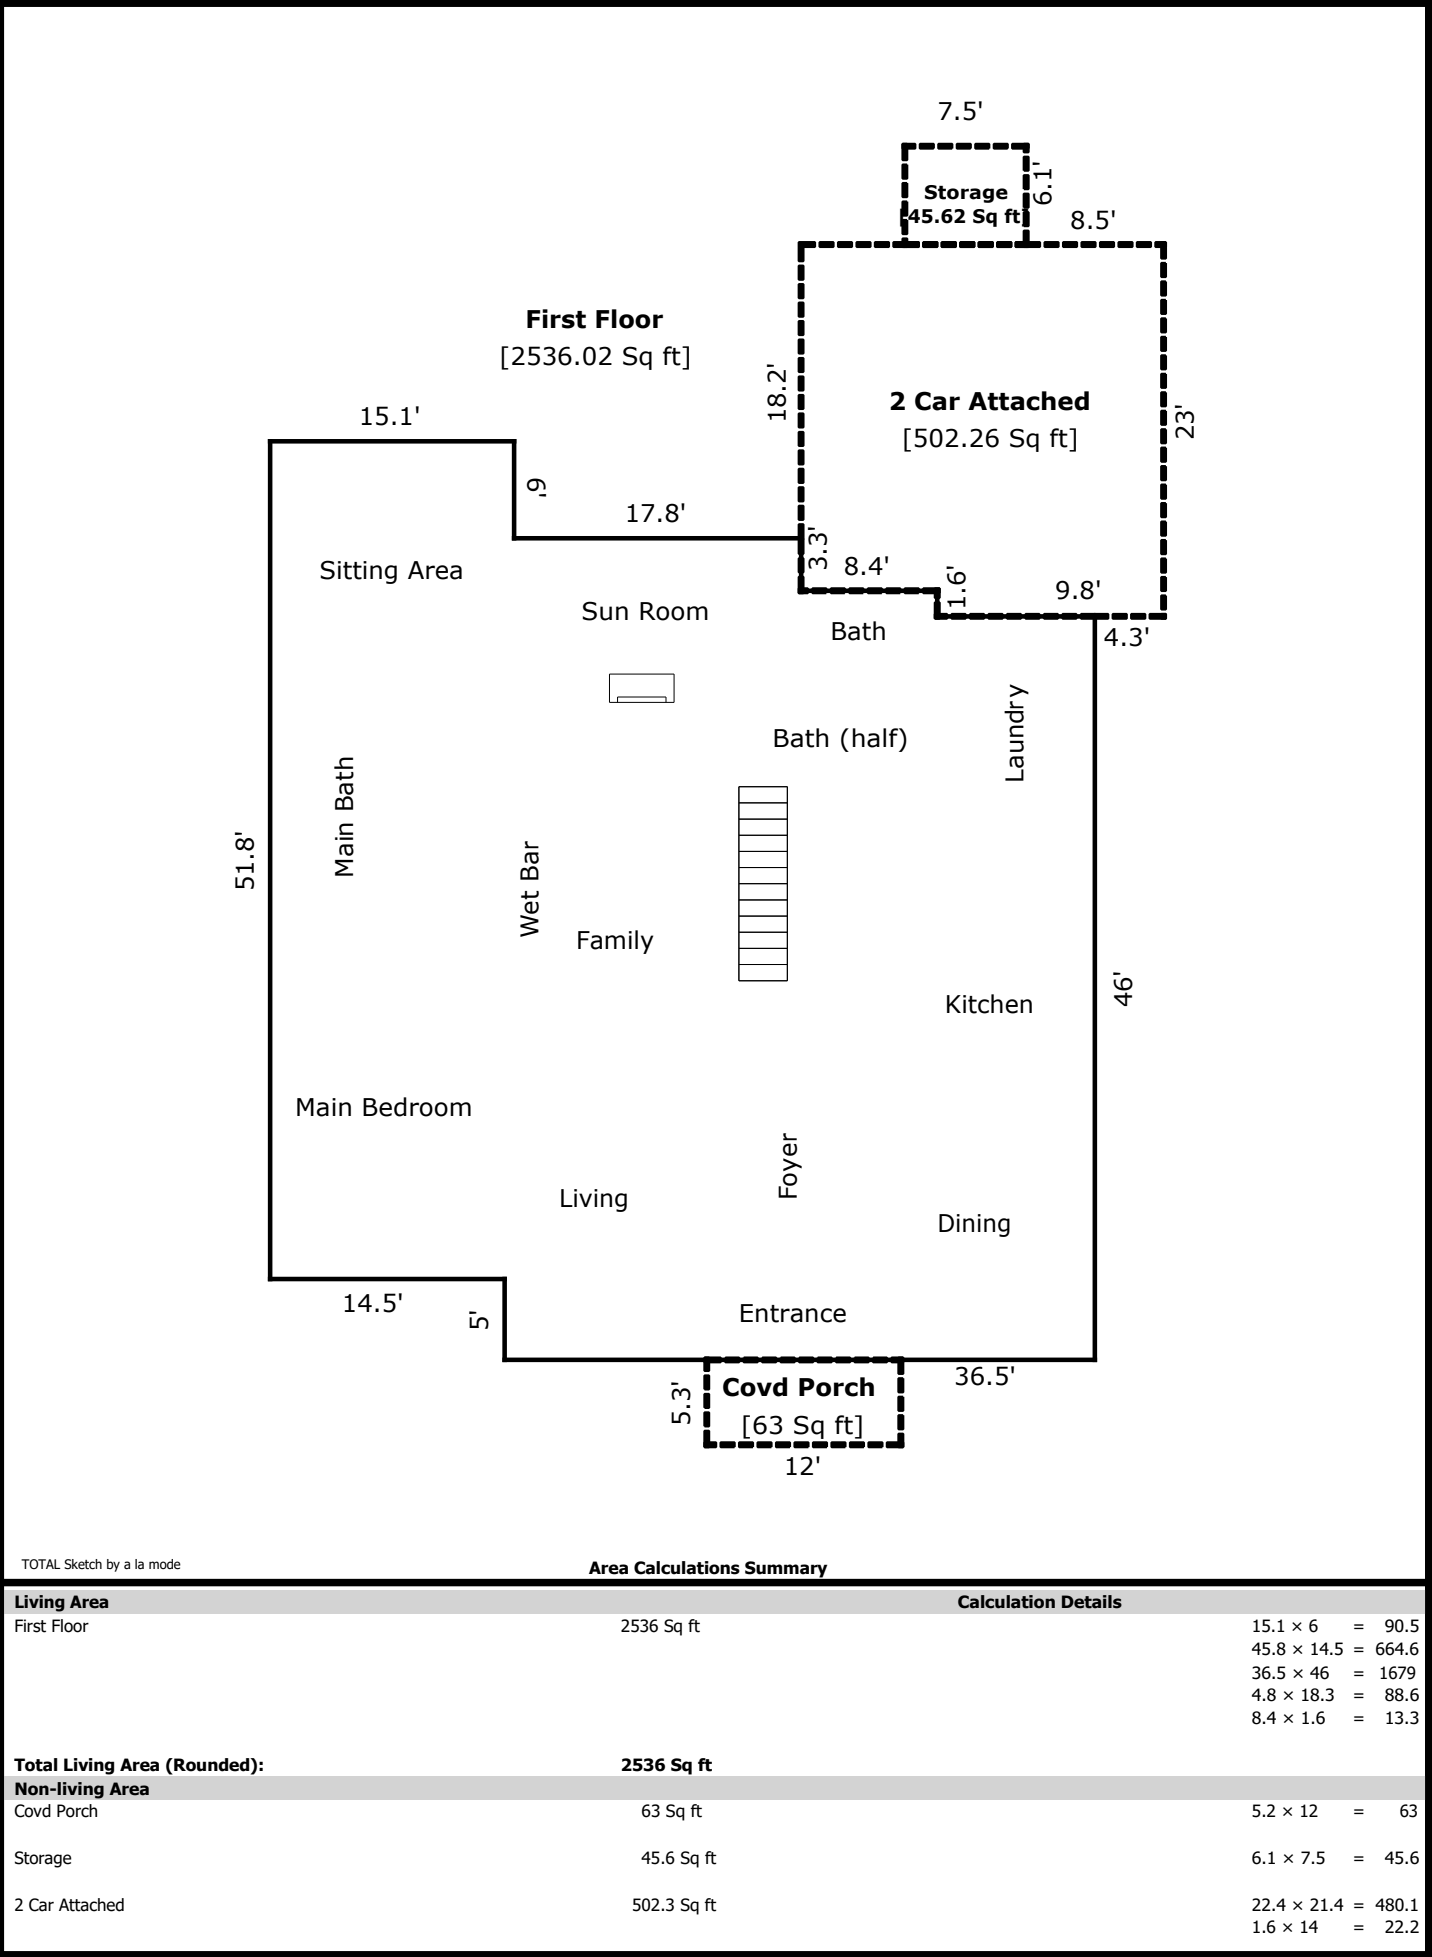 7.5'
6.1'
Storage
[45.62 Sq ft]
8.5'
First Floor
[2536.02 Sq ft]
18.2'
2 Car Attached
[502.26 Sq ft]
23'
15.1'
6'
17.8'
3.3'
8.4'
1.6'
9.8'
4.3'
Sitting Area
Sun Room
Bath
Laundry
Bath (half)
Main Bath
51.8'
Wet Bar
Family
Kitchen
46'
Main Bedroom
Foyer
Living
Dining
14.5'
5'
Entrance
36.5'
5.3'
Covd Porch
[63 Sq ft]
12'
TOTAL Sketch by a la mode
Area Calculations Summary
Living Area Calculation Details
First Floor 2536 Sq ft 15.1 × 6 = 90.5
45.8 × 14.5 = 664.6
36.5 × 46 = 1679
4.8 × 18.3 = 88.6
8.4 × 1.6 = 13.3
Total Living Area (Rounded): 2536 Sq ft
Non-living Area
Covd Porch 63 Sq ft 5.2 × 12 = 63
Storage 45.6 Sq ft 6.1 × 7.5 = 45.6
2 Car Attached 502.3 Sq ft 22.4 × 21.4 = 480.1
1.6 × 14 = 22.2